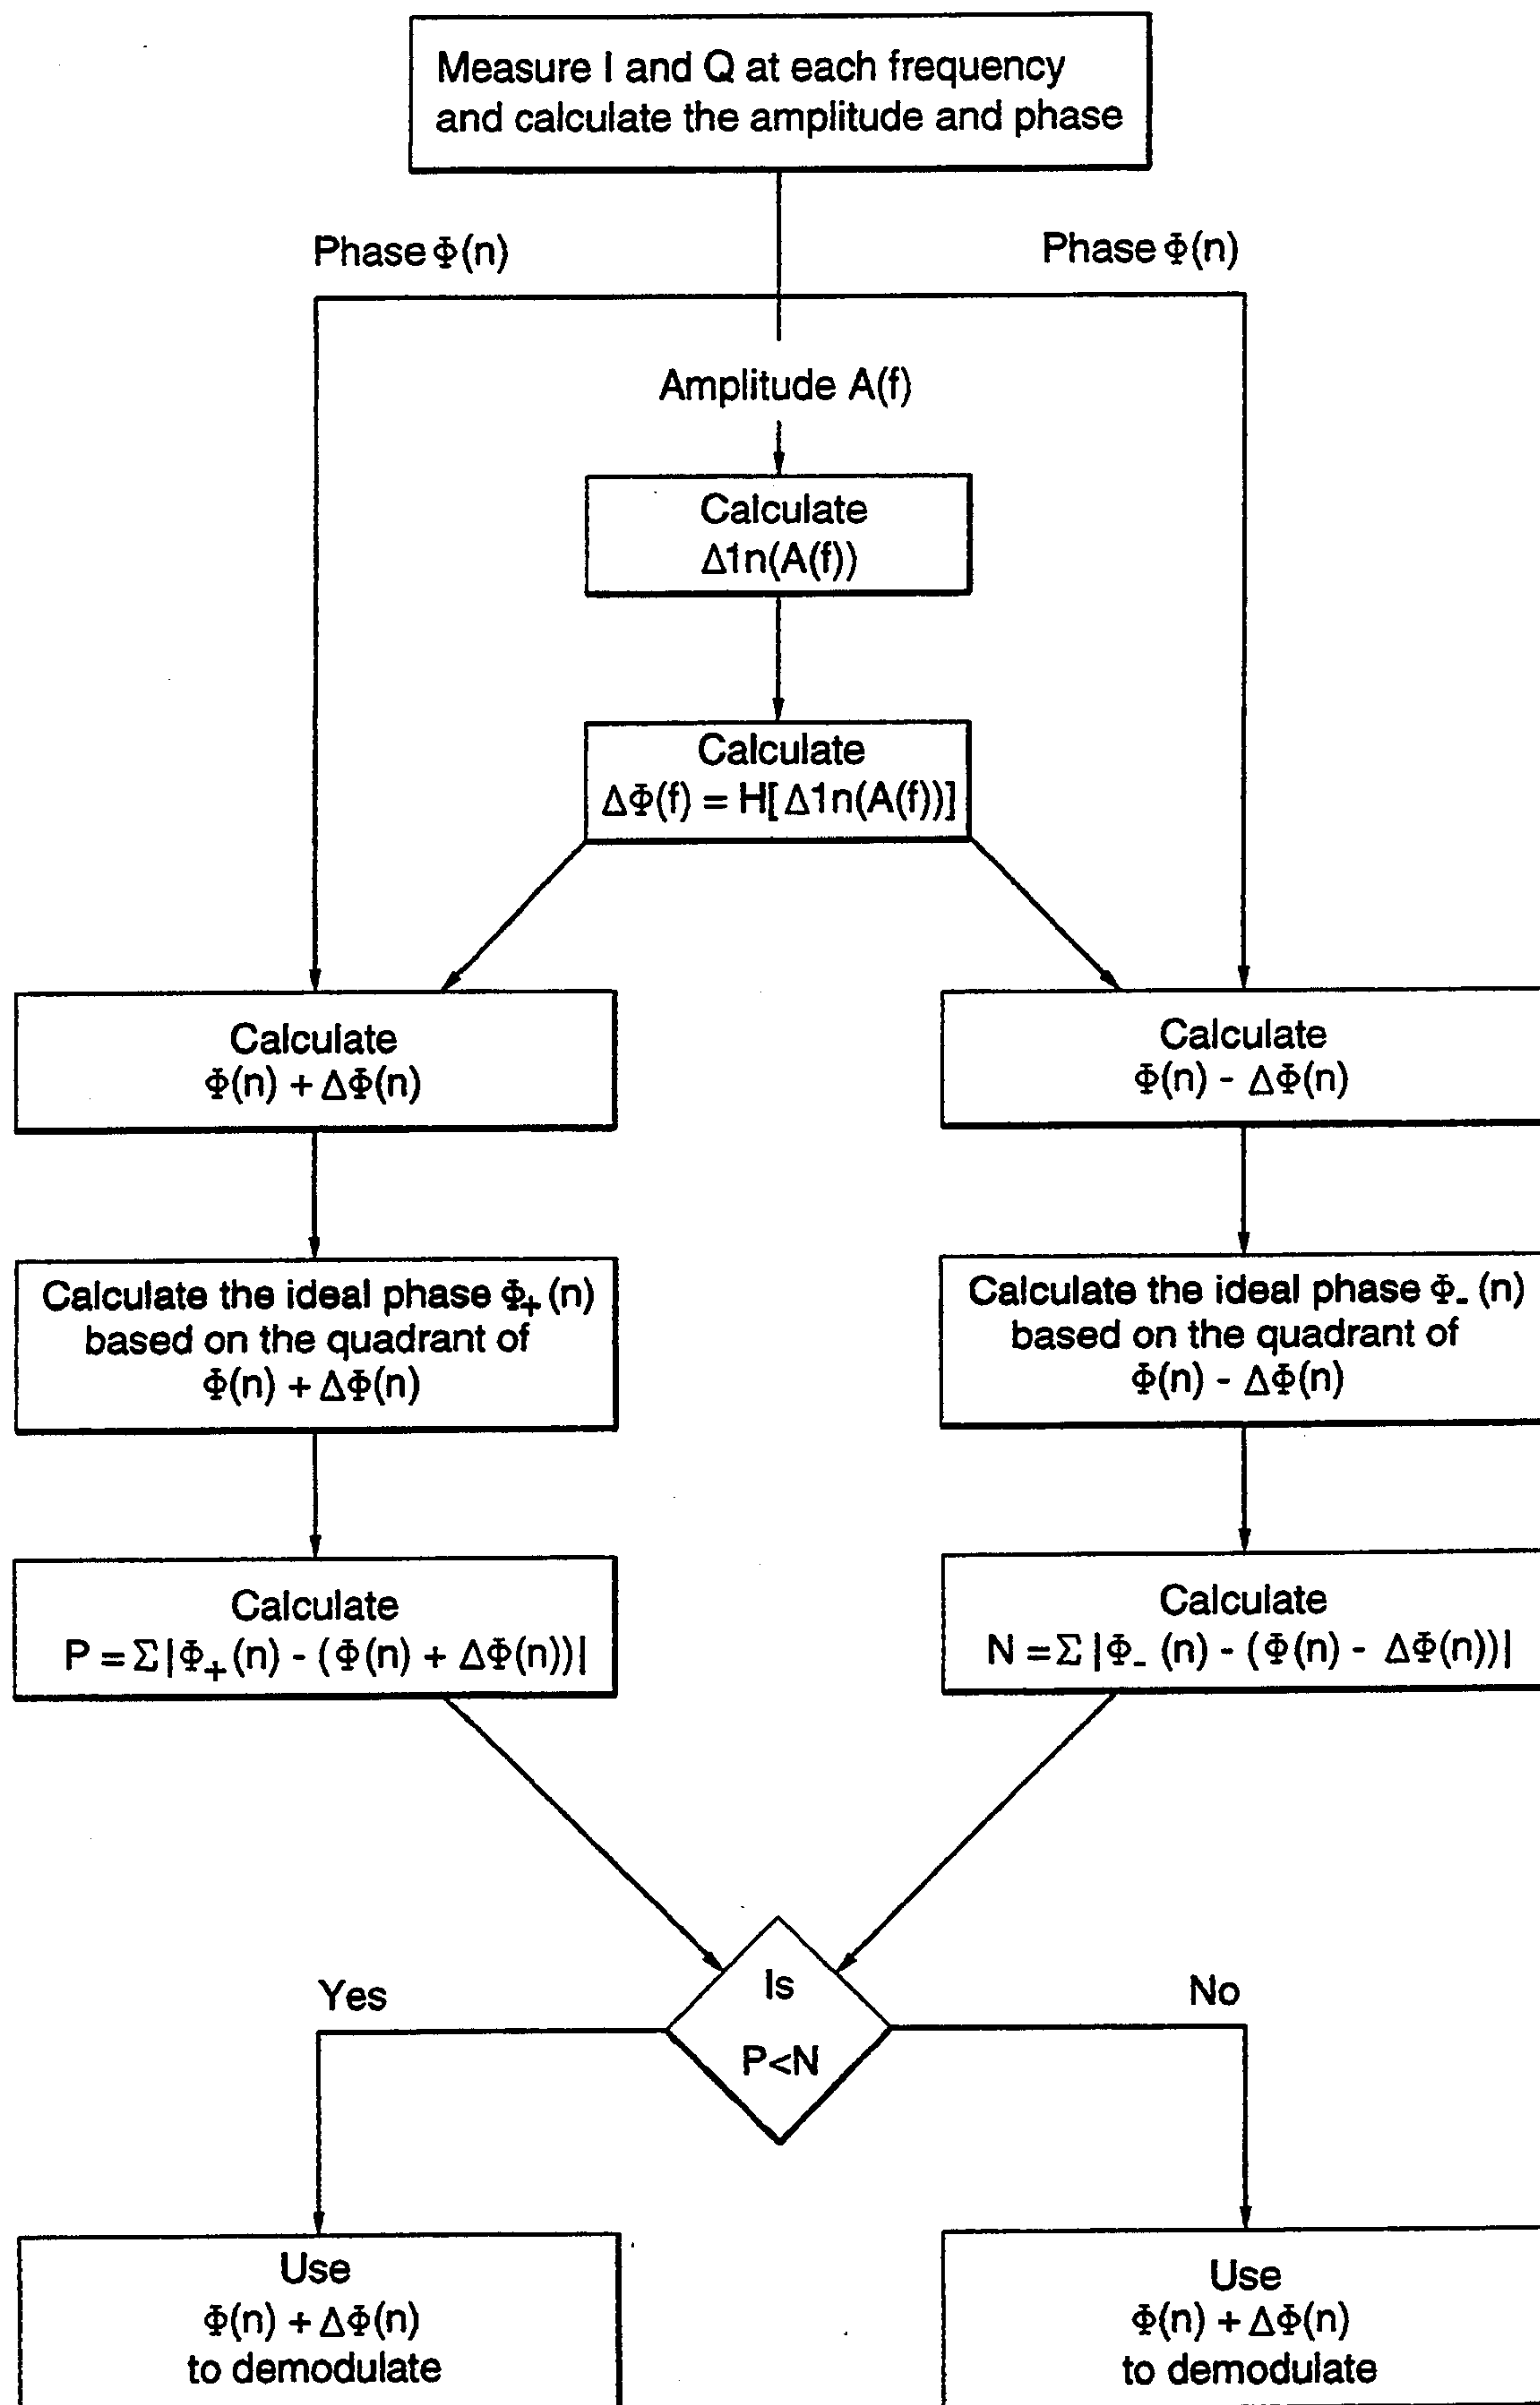 Measure I and Q at each frequency
and calculate the amplitude and phase
Phase Φ(n)
Phase Φ(n)
Amplitude A(f)
Calculate
Δ1n(A(f))
Calculate
ΔΦ(f) = H[Δ1n(A(f))]
Calculate
Φ(n) + ΔΦ(n)
Calculate
Φ(n) - ΔΦ(n)
Calculate the ideal phase Φ₊(n)
based on the quadrant of
Φ(n) + ΔΦ(n)
Calculate the ideal phase Φ₋(n)
based on the quadrant of
Φ(n) - ΔΦ(n)
Calculate
P = Σ|Φ₊(n) - (Φ(n) + ΔΦ(n))|
Calculate
N = Σ|Φ₋(n) - (Φ(n) - ΔΦ(n))|
Is
P<N
Yes
No
Use
Φ(n) + ΔΦ(n)
to demodulate
Use
Φ(n) + ΔΦ(n)
to demodulate